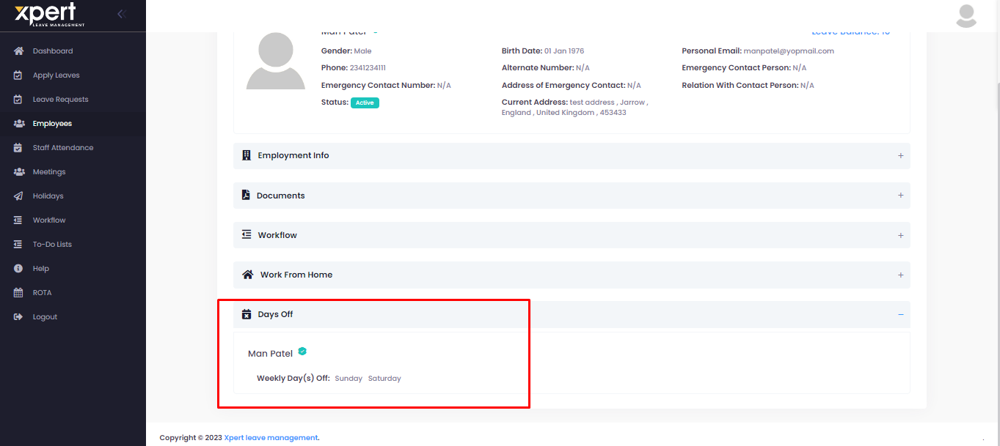 xpert
LEAVE MANAGEMENT
Dashboard
Apply Leaves
Leave Requests
Employees
Staff Attendance
Meetings
Holidays
Workflow
To-Do Lists
Help
ROTA
Logout
Man Patel
Leave Balance: 10
Gender: Male
Birth Date: 01 Jan 1976
Personal Email: manpatel@yopmail.com
Phone: 2341234111
Alternate Number: N/A
Emergency Contact Person: N/A
Emergency Contact Number: N/A
Address of Emergency Contact: N/A
Relation With Contact Person: N/A
Status: Active
Current Address: test address , Jarrow ,
England , United Kingdom , 453433
Employment Info +
Documents +
Workflow +
Work From Home +
Days Off −
Man Patel
Weekly Day(s) Off: Sunday Saturday
Copyright © 2023 Xpert leave management.